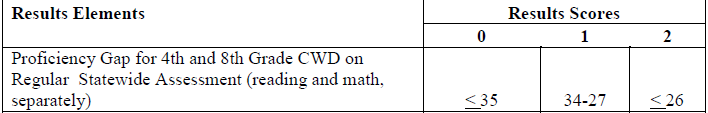 Results Elements Results Scores
0 1 2
Proficiency Gap for 4th and 8th Grade CWD on
Regular Statewide Assessment (reading and math,
separately) ≤35 34-27 ≤26